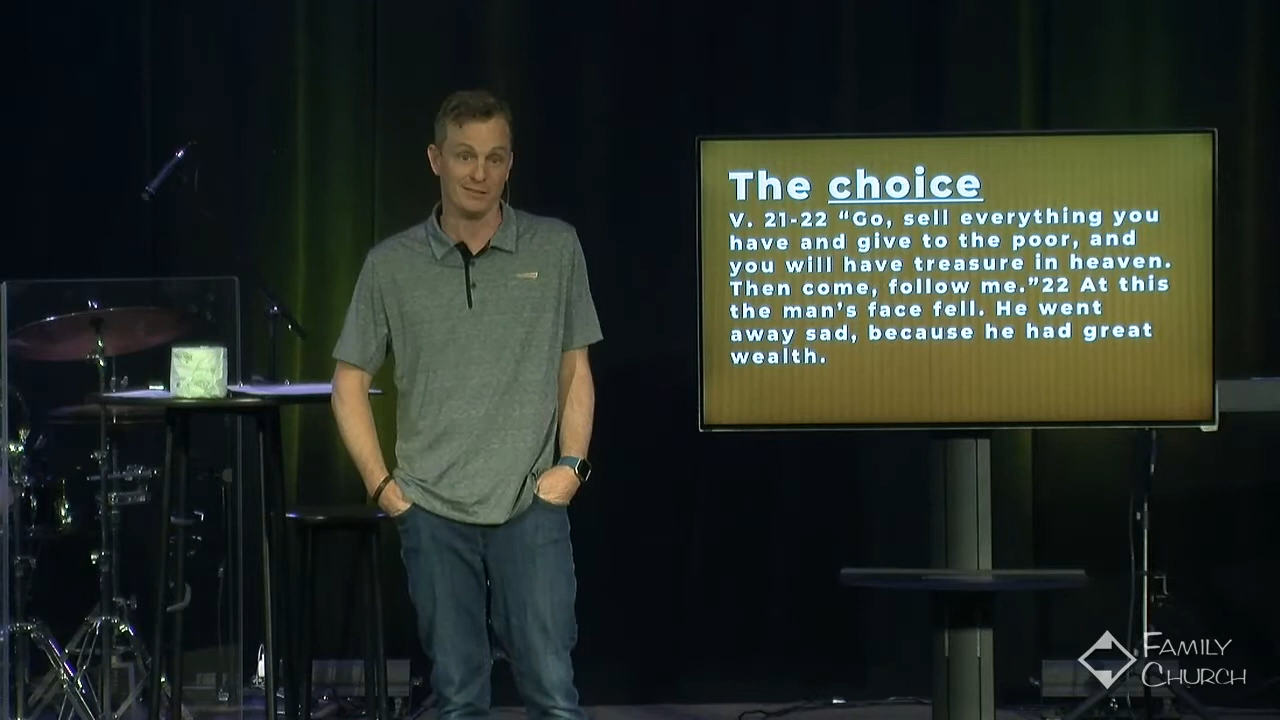 The choice
V. 21-22 “Go, sell everything you
have and give to the poor, and
you will have treasure in heaven.
Then come, follow me.”22 At this
the man’s face fell. He went
away sad, because he had great
wealth.
FAMILY
CHURCH